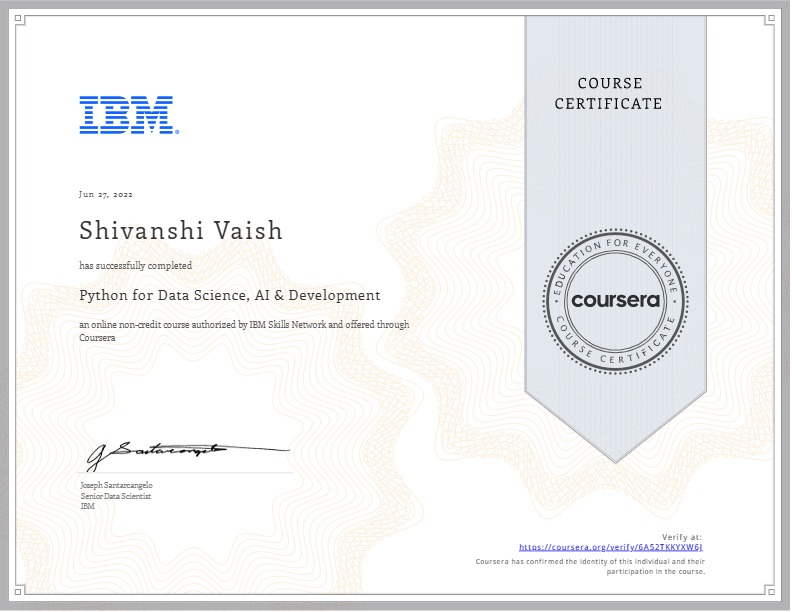 COURSE
CERTIFICATE
IBM®
Jun 27, 2022
Shivanshi Vaish
has successfully completed
Python for Data Science, AI & Development
an online non-credit course authorized by IBM Skills Network and offered through
Coursera
EDUCATION FOR EVERYONE
coursera
COURSE CERTIFICATE
J Santarcangelo
Joseph Santarcangelo
Senior Data Scientist
IBM
Verify at:
https://coursera.org/verify/6A52TKKYXW6J
Coursera has confirmed the identity of this individual and their
participation in the course.